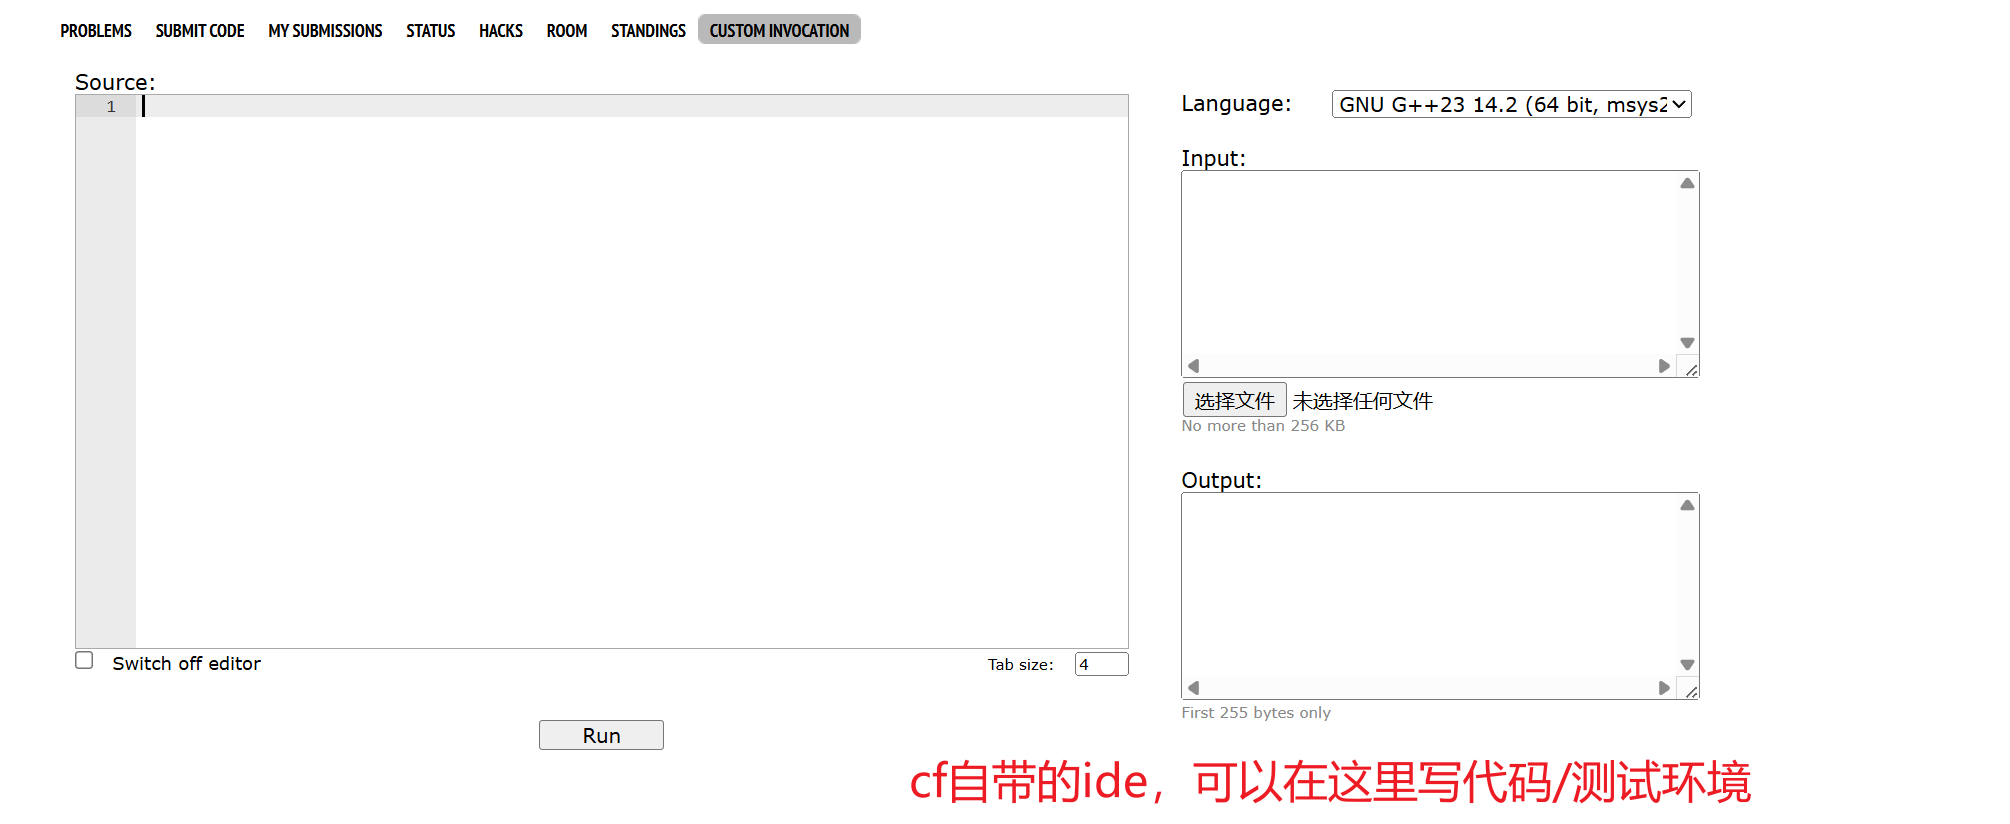 PROBLEMS SUBMIT CODE MY SUBMISSIONS STATUS HACKS ROOM STANDINGS CUSTOM INVOCATION
Source:
1
Language: GNU G++23 14.2 (64 bit, msys2
Input:
选择文件 未选择任何文件
No more than 256 KB
Output:
Switch off editor Tab size: 4
First 255 bytes only
Run
cf自带的ide，可以在这里写代码/测试环境